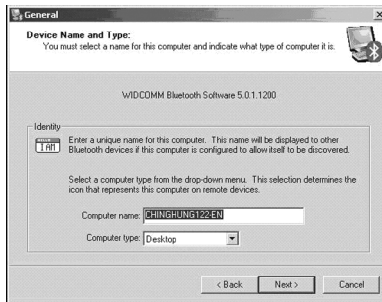 General
Device Name and Type:
You must select a name for this computer and indicate what type of computer it is.
WIDCOMM Bluetooth Software 5.0.1.1200
Identity
I AM
Enter a unique name for this computer. This name will be displayed to other
Bluetooth devices if this computer is configured to allow itself to be discovered.
Select a computer type from the drop-down menu. This selection determines the
icon that represents this computer on remote devices.
Computer name: CHINGHUNG122-EN
Computer type: Desktop
< Back Next > Cancel